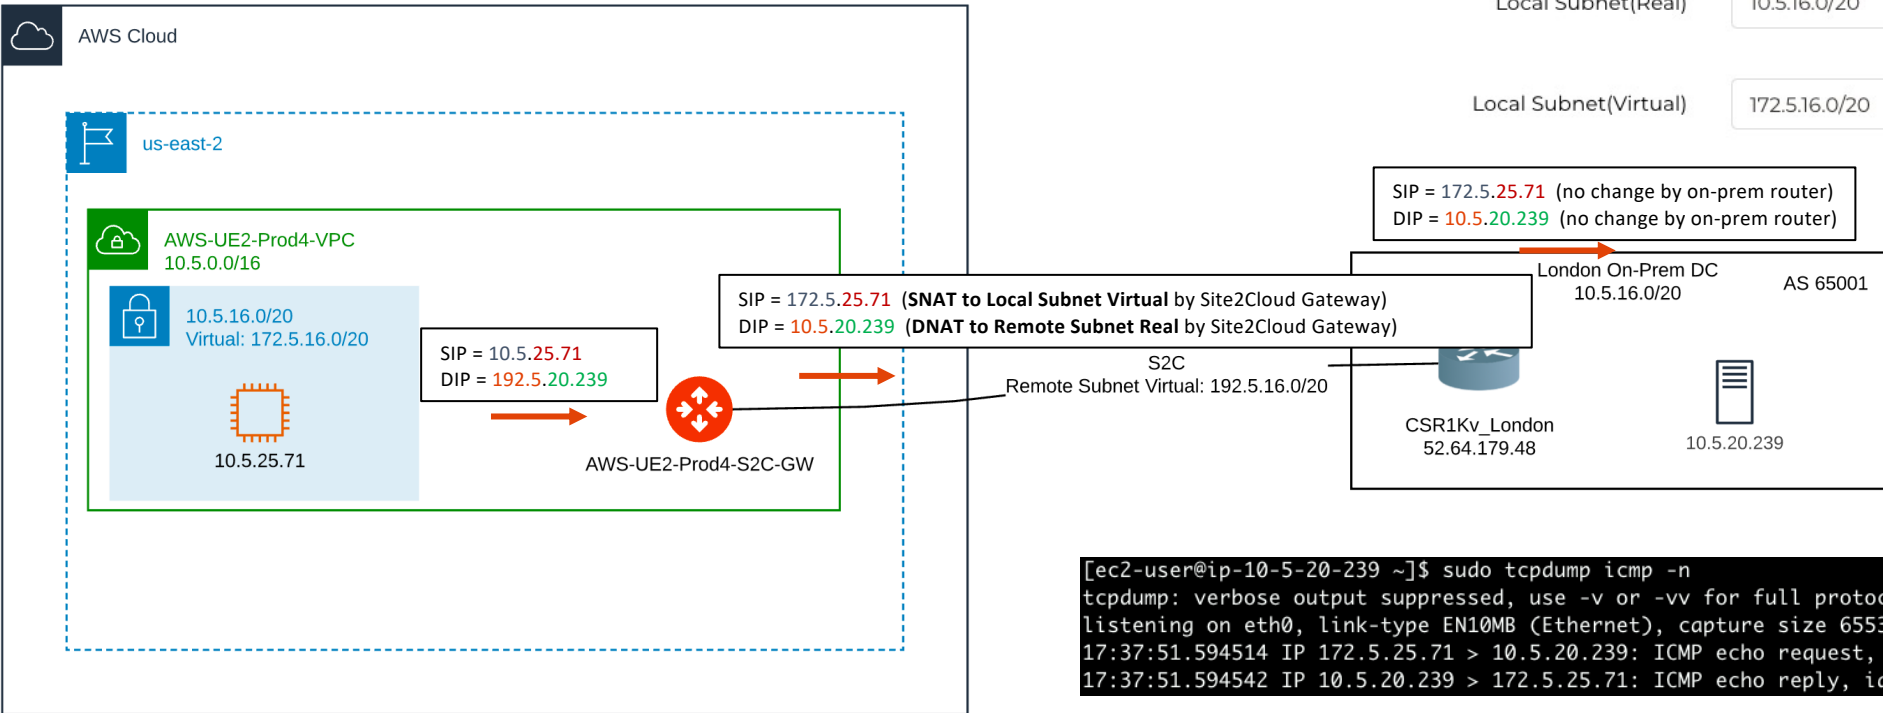 AWS Cloud
us-east-2
AWS-UE2-Prod4-VPC
10.5.0.0/16
10.5.16.0/20
Virtual: 172.5.16.0/20
10.5.25.71
SIP = 10.5.25.71
DIP = 192.5.20.239
AWS-UE2-Prod4-S2C-GW
SIP = 172.5.25.71 (SNAT to Local Subnet Virtual by Site2Cloud Gateway)
DIP = 10.5.20.239 (DNAT to Remote Subnet Real by Site2Cloud Gateway)
S2C
Remote Subnet Virtual: 192.5.16.0/20
Local Subnet(Real) 10.5.16.0/20
Local Subnet(Virtual) 172.5.16.0/20
SIP = 172.5.25.71 (no change by on-prem router)
DIP = 10.5.20.239 (no change by on-prem router)
London On-Prem DC
10.5.16.0/20
AS 65001
CSR1Kv_London
52.64.179.48
10.5.20.239
[ec2-user@ip-10-5-20-239 ~]$ sudo tcpdump icmp -n
tcpdump: verbose output suppressed, use -v or -vv for full protoc
listening on eth0, link-type EN10MB (Ethernet), capture size 6553
17:37:51.594514 IP 172.5.25.71 > 10.5.20.239: ICMP echo request,
17:37:51.594542 IP 10.5.20.239 > 172.5.25.71: ICMP echo reply, ic